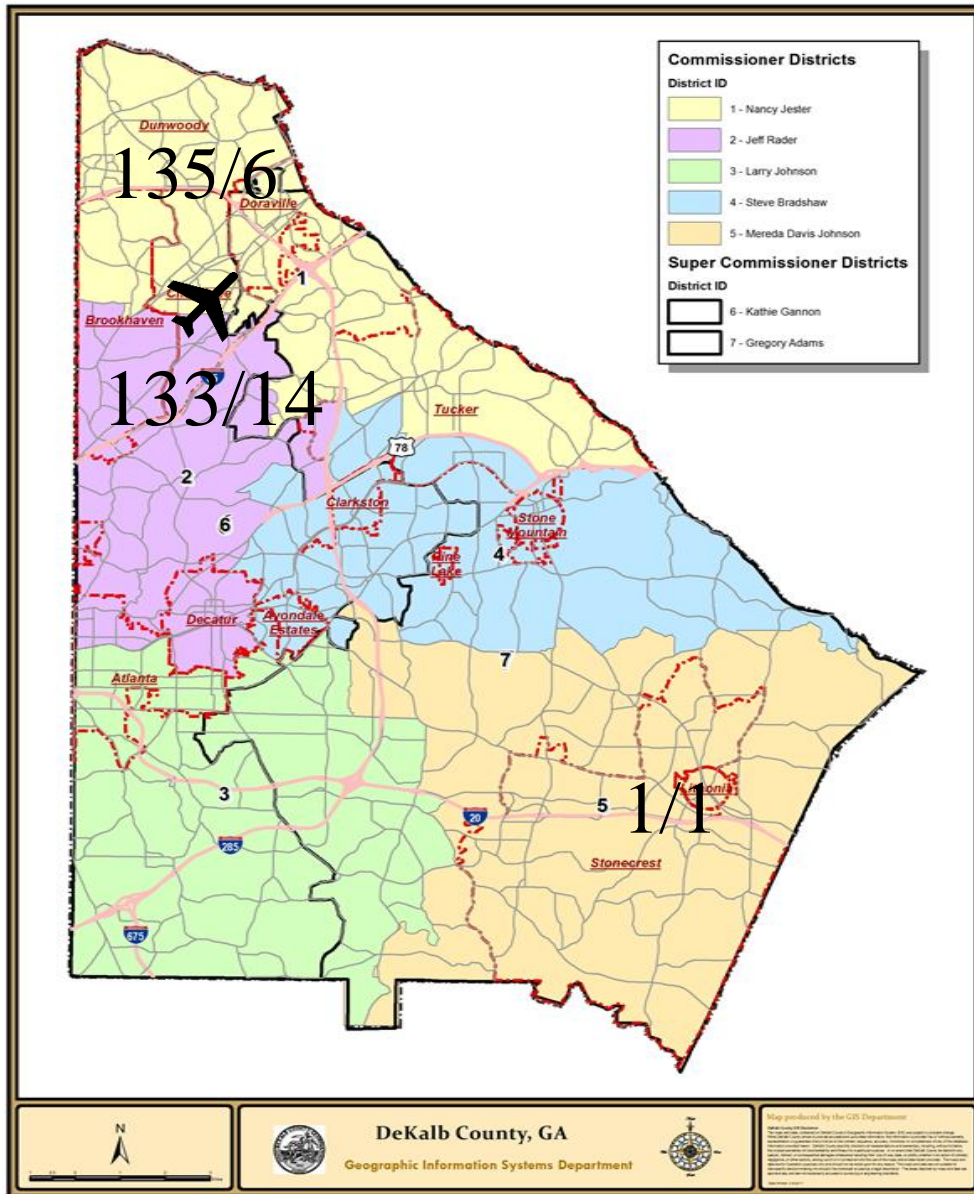 Commissioner Districts
District ID
1 - Nancy Jester
2 - Jeff Rader
3 - Larry Johnson
4 - Steve Bradshaw
5 - Mereda Davis Johnson
Super Commissioner Districts
District ID
6 - Kathie Gannon
7 - Gregory Adams
Dunwoody
135/6
Doraville
1
Brookhaven
133/14
Tucker
78
2
Clarkston
6
Stone
Mountain
4
Lake
Decatur
Avondale
Estates
7
Atlanta
3
5
1/1
20
285
Stonecrest
675
N
DeKalb County, GA
Geographic Information Systems Department
Map produced by the GIS Department